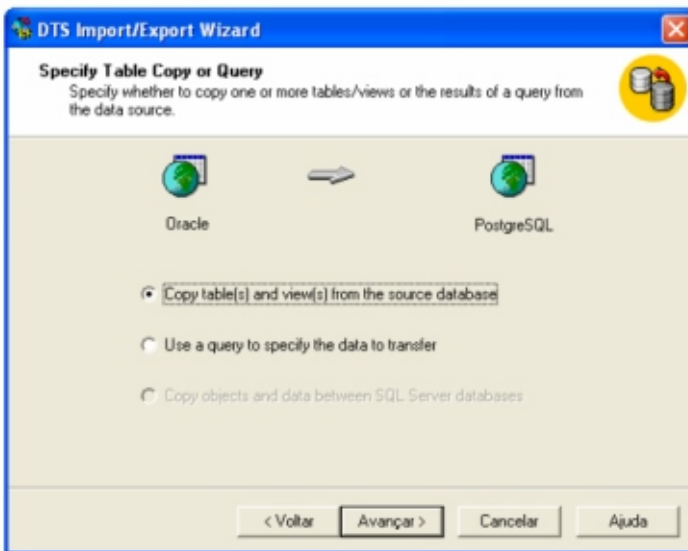 DTS Import/Export Wizard
Specify Table Copy or Query
Specify whether to copy one or more tables/views or the results of a query from
the data source.
Oracle
PostgreSQL
Copy table(s) and view(s) from the source database
Use a query to specify the data to transfer
Copy objects and data between SQL Server databases
< Voltar
Avançar >
Cancelar
Ajuda